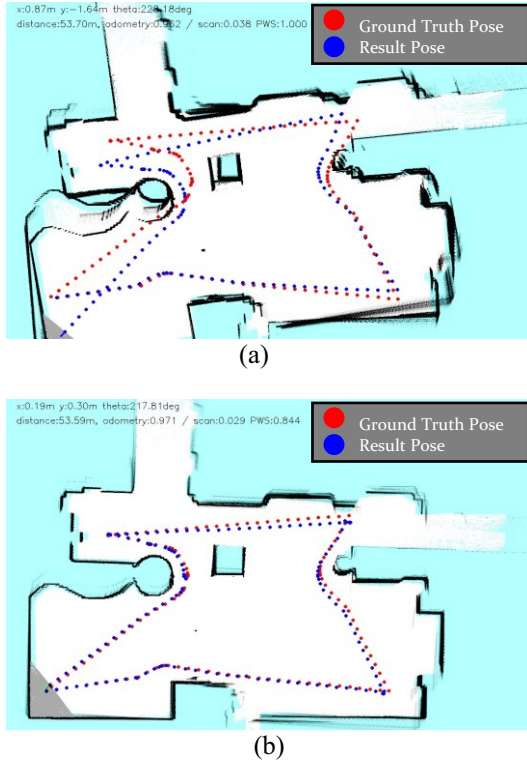 x:0.87m y:-1.64m theta:223.18deg
distance:53.70m, odometry:0.962 / scan:0.038 PWS:1.000
Ground Truth Pose
Result Pose
(a)
x:0.19m y:0.30m theta:217.81deg
distance:53.59m, odometry:0.971 / scan:0.029 PWS:0.844
Ground Truth Pose
Result Pose
(b)